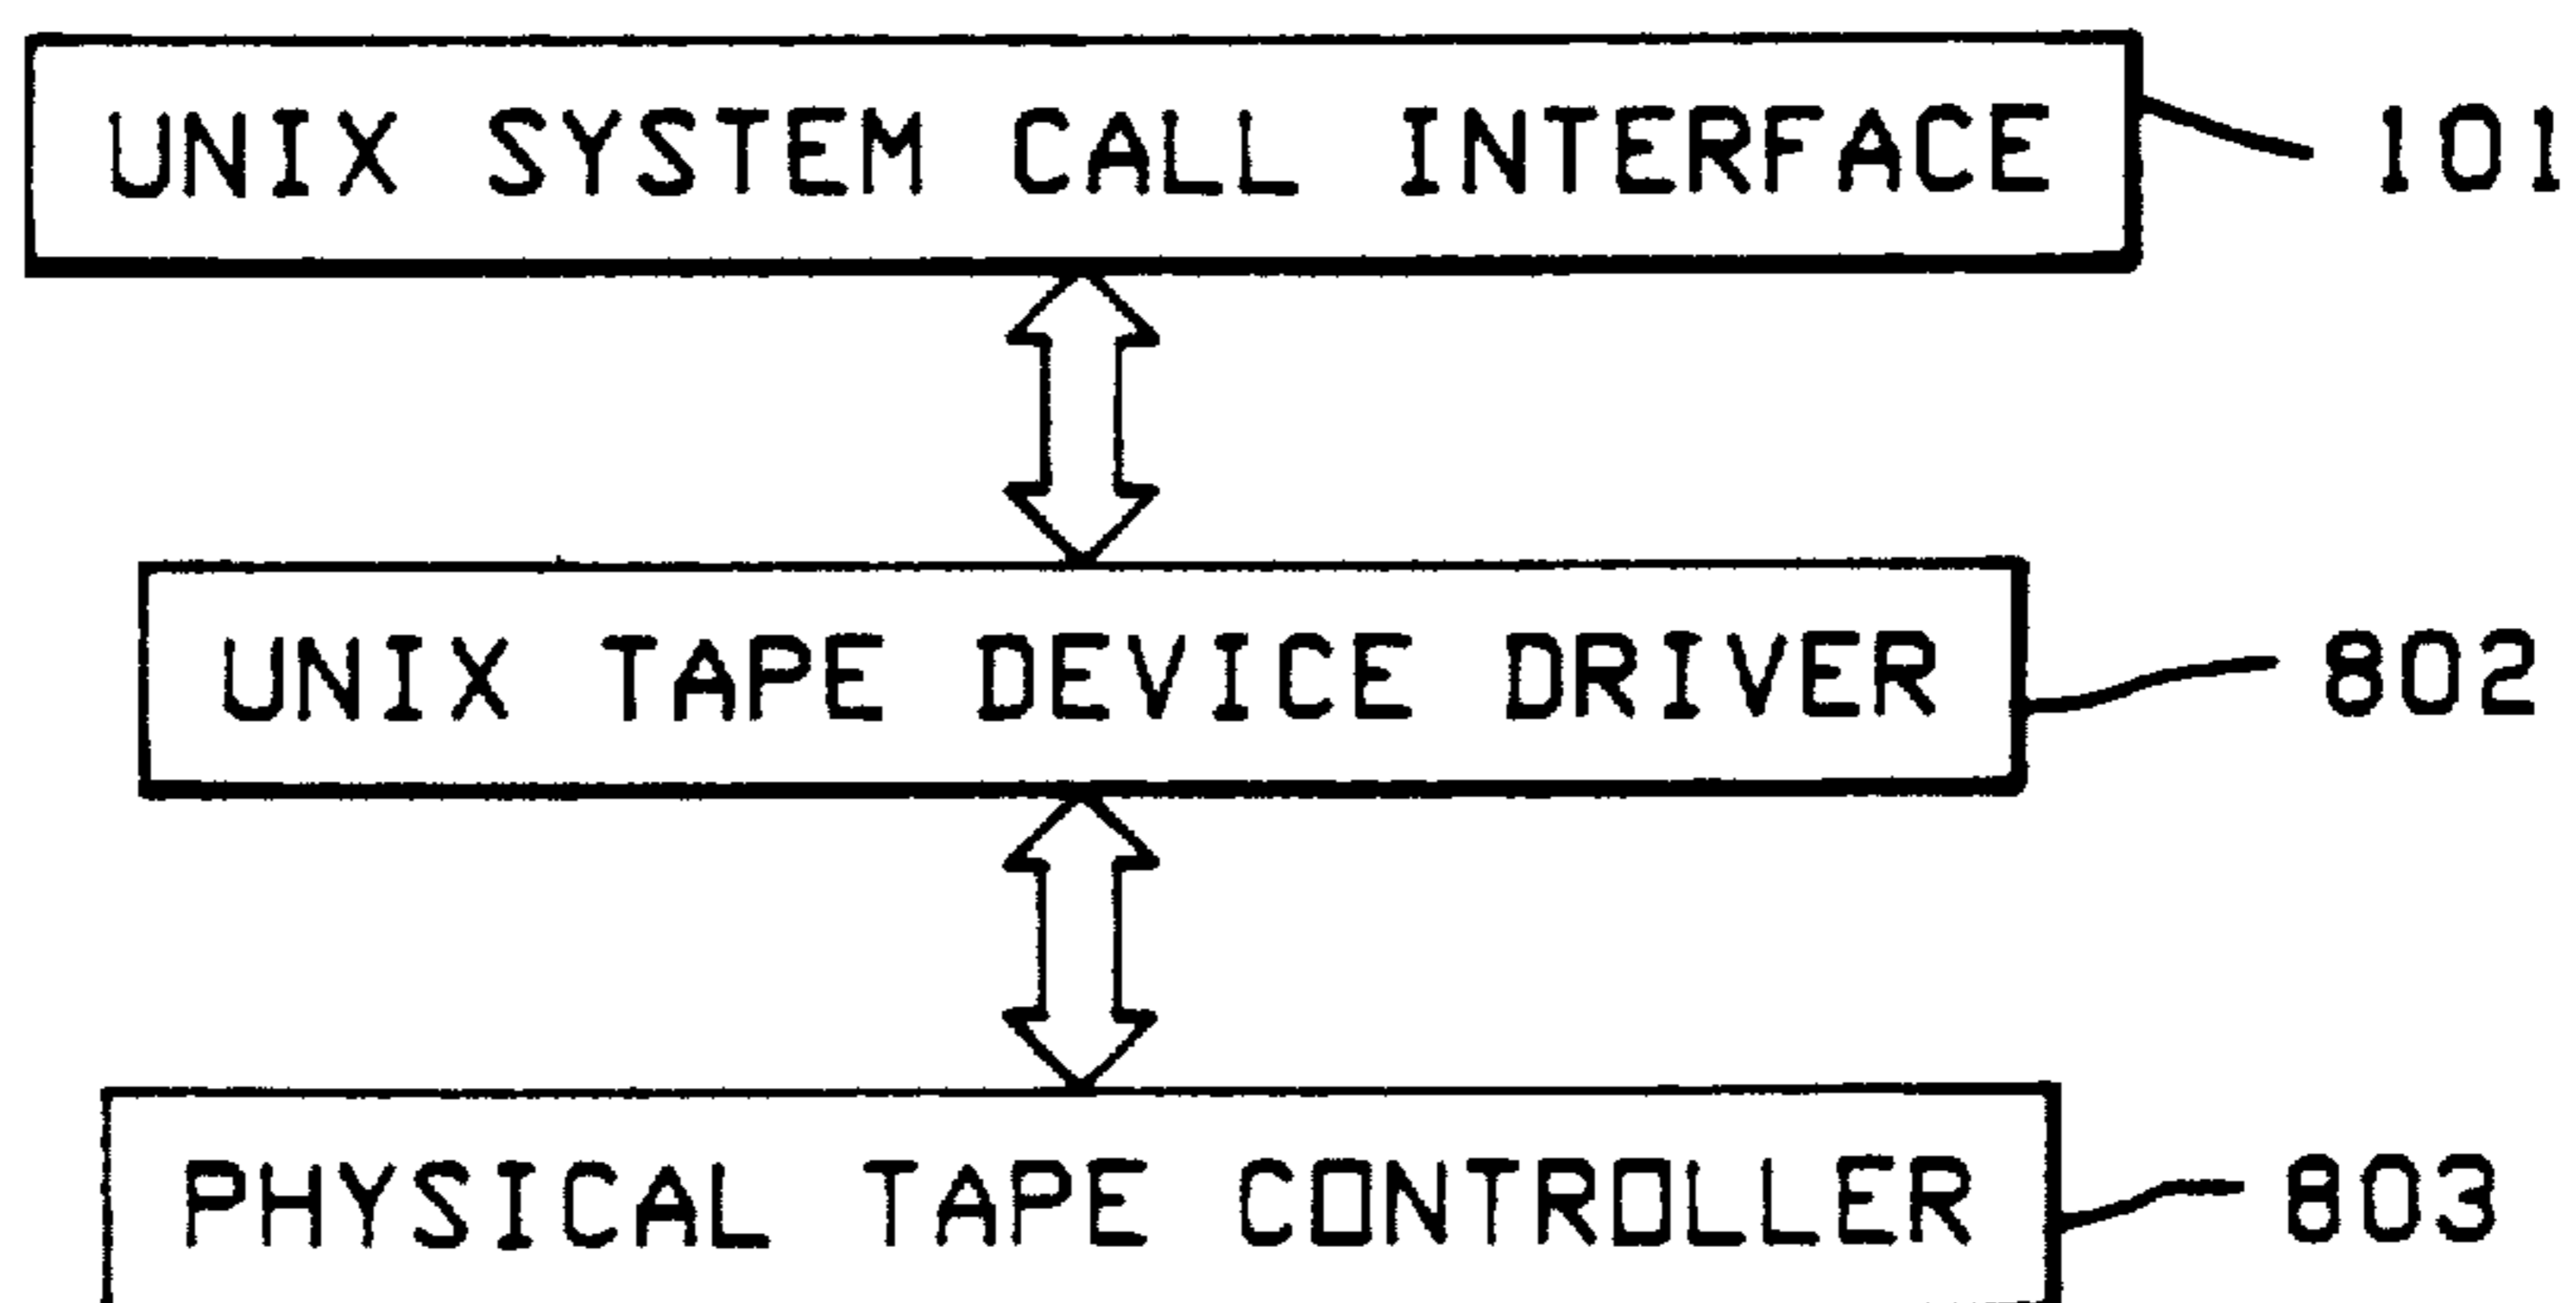 UNIX SYSTEM CALL INTERFACE 101
UNIX TAPE DEVICE DRIVER 802
PHYSICAL TAPE CONTROLLER 803